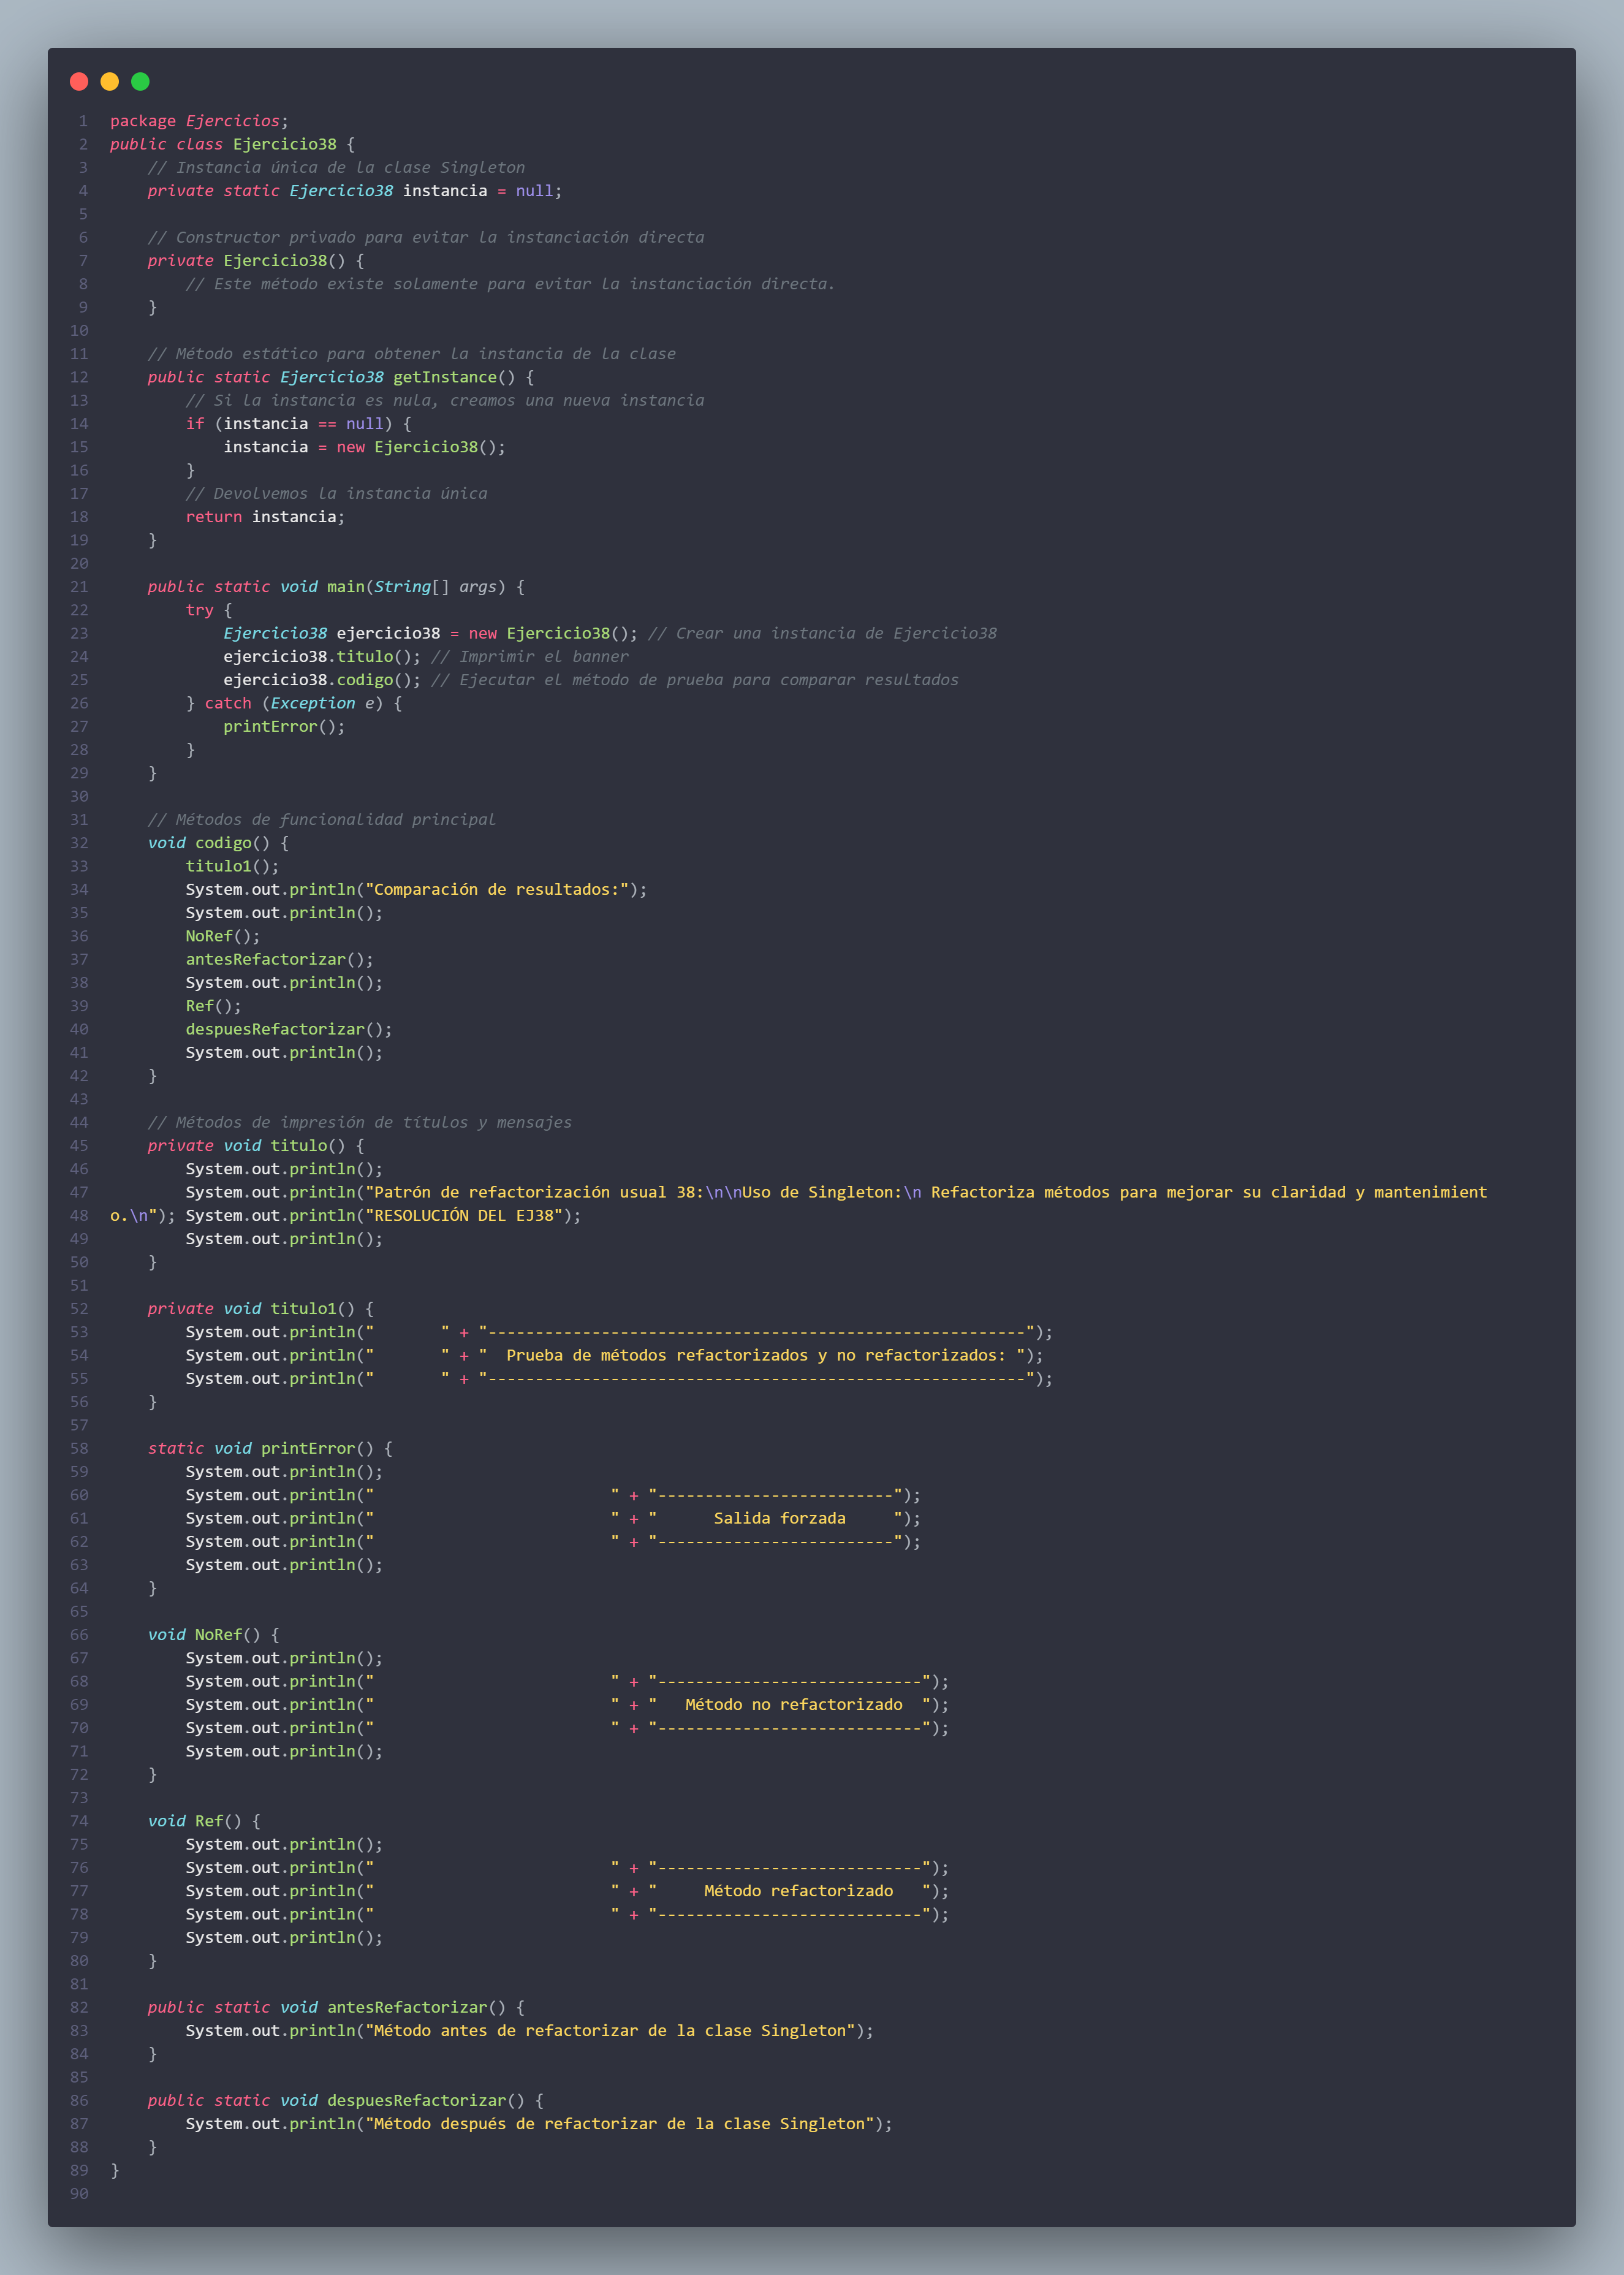 1 package Ejercicios;
2 public class Ejercicio38 {
3     // Instancia única de la clase Singleton
4     private static Ejercicio38 instancia = null;
5
6     // Constructor privado para evitar la instanciación directa
7     private Ejercicio38() {
8         // Este método existe solamente para evitar la instanciación directa.
9     }
10
11     // Método estático para obtener la instancia de la clase
12     public static Ejercicio38 getInstance() {
13         // Si la instancia es nula, creamos una nueva instancia
14         if (instancia == null) {
15             instancia = new Ejercicio38();
16         }
17         // Devolvemos la instancia única
18         return instancia;
19     }
20
21     public static void main(String[] args) {
22         try {
23             Ejercicio38 ejercicio38 = new Ejercicio38(); // Crear una instancia de Ejercicio38
24             ejercicio38.titulo(); // Imprimir el banner
25             ejercicio38.codigo(); // Ejecutar el método de prueba para comparar resultados
26         } catch (Exception e) {
27             printError();
28         }
29     }
30
31     // Métodos de funcionalidad principal
32     void codigo() {
33         titulo1();
34         System.out.println("Comparación de resultados:");
35         System.out.println();
36         NoRef();
37         antesRefactorizar();
38         System.out.println();
39         Ref();
40         despuesRefactorizar();
41         System.out.println();
42     }
43
44     // Métodos de impresión de títulos y mensajes
45     private void titulo() {
46         System.out.println();
47         System.out.println("Patrón de refactorización usual 38:\n\nUso de Singleton:\n Refactoriza métodos para mejorar su claridad y mantenimient
48 o.\n"); System.out.println("RESOLUCIÓN DEL EJ38");
49         System.out.println();
50     }
51
52     private void titulo1() {
53         System.out.println("       " + "---------------------------------------------------------");
54         System.out.println("       " + "  Prueba de métodos refactorizados y no refactorizados: ");
55         System.out.println("       " + "---------------------------------------------------------");
56     }
57
58     static void printError() {
59         System.out.println();
60         System.out.println("                         " + "-------------------------");
61         System.out.println("                         " + "      Salida forzada     ");
62         System.out.println("                         " + "-------------------------");
63         System.out.println();
64     }
65
66     void NoRef() {
67         System.out.println();
68         System.out.println("                         " + "----------------------------");
69         System.out.println("                         " + "   Método no refactorizado  ");
70         System.out.println("                         " + "----------------------------");
71         System.out.println();
72     }
73
74     void Ref() {
75         System.out.println();
76         System.out.println("                         " + "----------------------------");
77         System.out.println("                         " + "     Método refactorizado   ");
78         System.out.println("                         " + "----------------------------");
79         System.out.println();
80     }
81
82     public static void antesRefactorizar() {
83         System.out.println("Método antes de refactorizar de la clase Singleton");
84     }
85
86     public static void despuesRefactorizar() {
87         System.out.println("Método después de refactorizar de la clase Singleton");
88     }
89 }
90